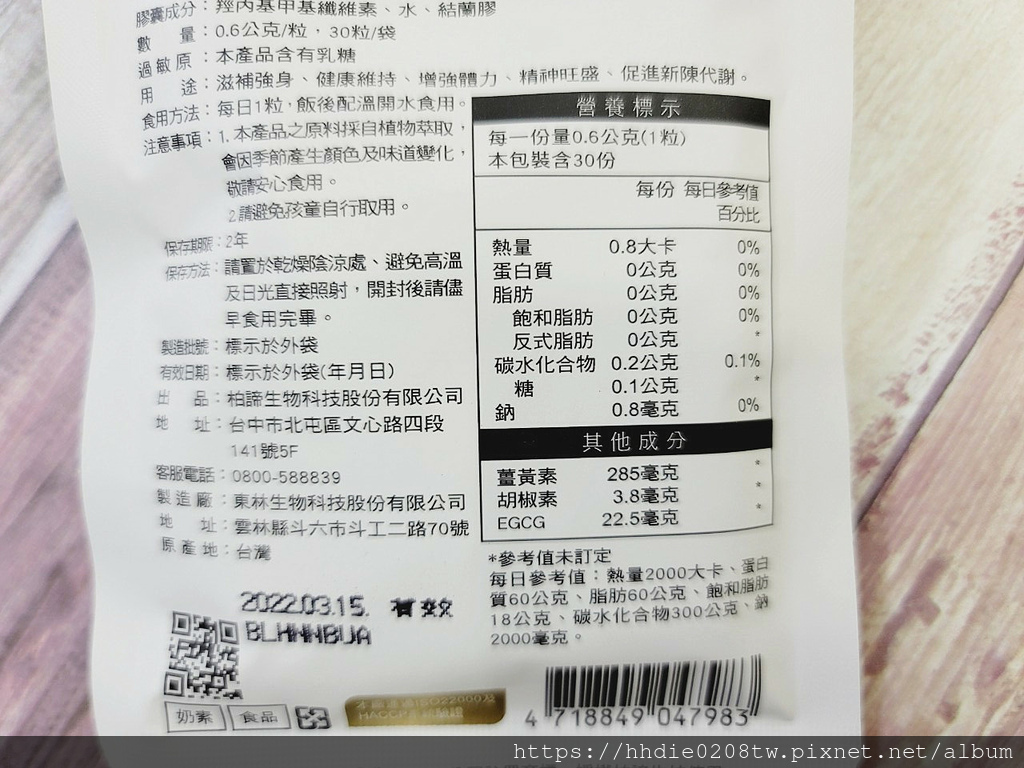 膠囊成分：羥丙基甲基纖維素、水、結蘭膠
數　量：0.6公克/粒，30粒/袋
過敏原：本產品含有乳糖
用　途：滋補強身、健康維持、增強體力、精神旺盛、促進新陳代謝。
食用方法：每日1粒，飯後配溫開水食用。
注意事項：1.本產品之原料採自植物萃取，
會因季節產生顏色及味道變化，
敬請安心食用。
2.請避免孩童自行取用。
保存期限：2年
保存方法：請置於乾燥陰涼處、避免高溫
及日光直接照射，開封後請儘
早食用完畢。
製造批號：標示於外袋
有效日期：標示於外袋(年月日)
出　品：柏諦生物科技股份有限公司
地　址：台中市北屯區文心路四段
141號5F
客服電話：0800-588839
製造廠：東林生物科技股份有限公司
地　址：雲林縣斗六市斗工二路70號
原產地：台灣
2022.03.15. 有效
奶素 食品
營養標示
每一份量0.6公克(1粒)
本包裝含30份
每份 每日參考值
百分比
熱量 0.8大卡 0%
蛋白質 0公克 0%
脂肪 0公克 0%
飽和脂肪 0公克 0%
反式脂肪 0公克 *
碳水化合物 0.2公克 0.1%
糖 0.1公克 *
鈉 0.8毫克 0%
其他成分
薑黃素 285毫克 *
胡椒素 3.8毫克 *
EGCG 22.5毫克 *
*參考值未訂定
每日參考值：熱量2000大卡、蛋白
質60公克、脂肪60公克、飽和脂肪
18公克、碳水化合物300公克、鈉
2000毫克。
4 718849 047983
https://hhdie0208tw.pixnet.net/album